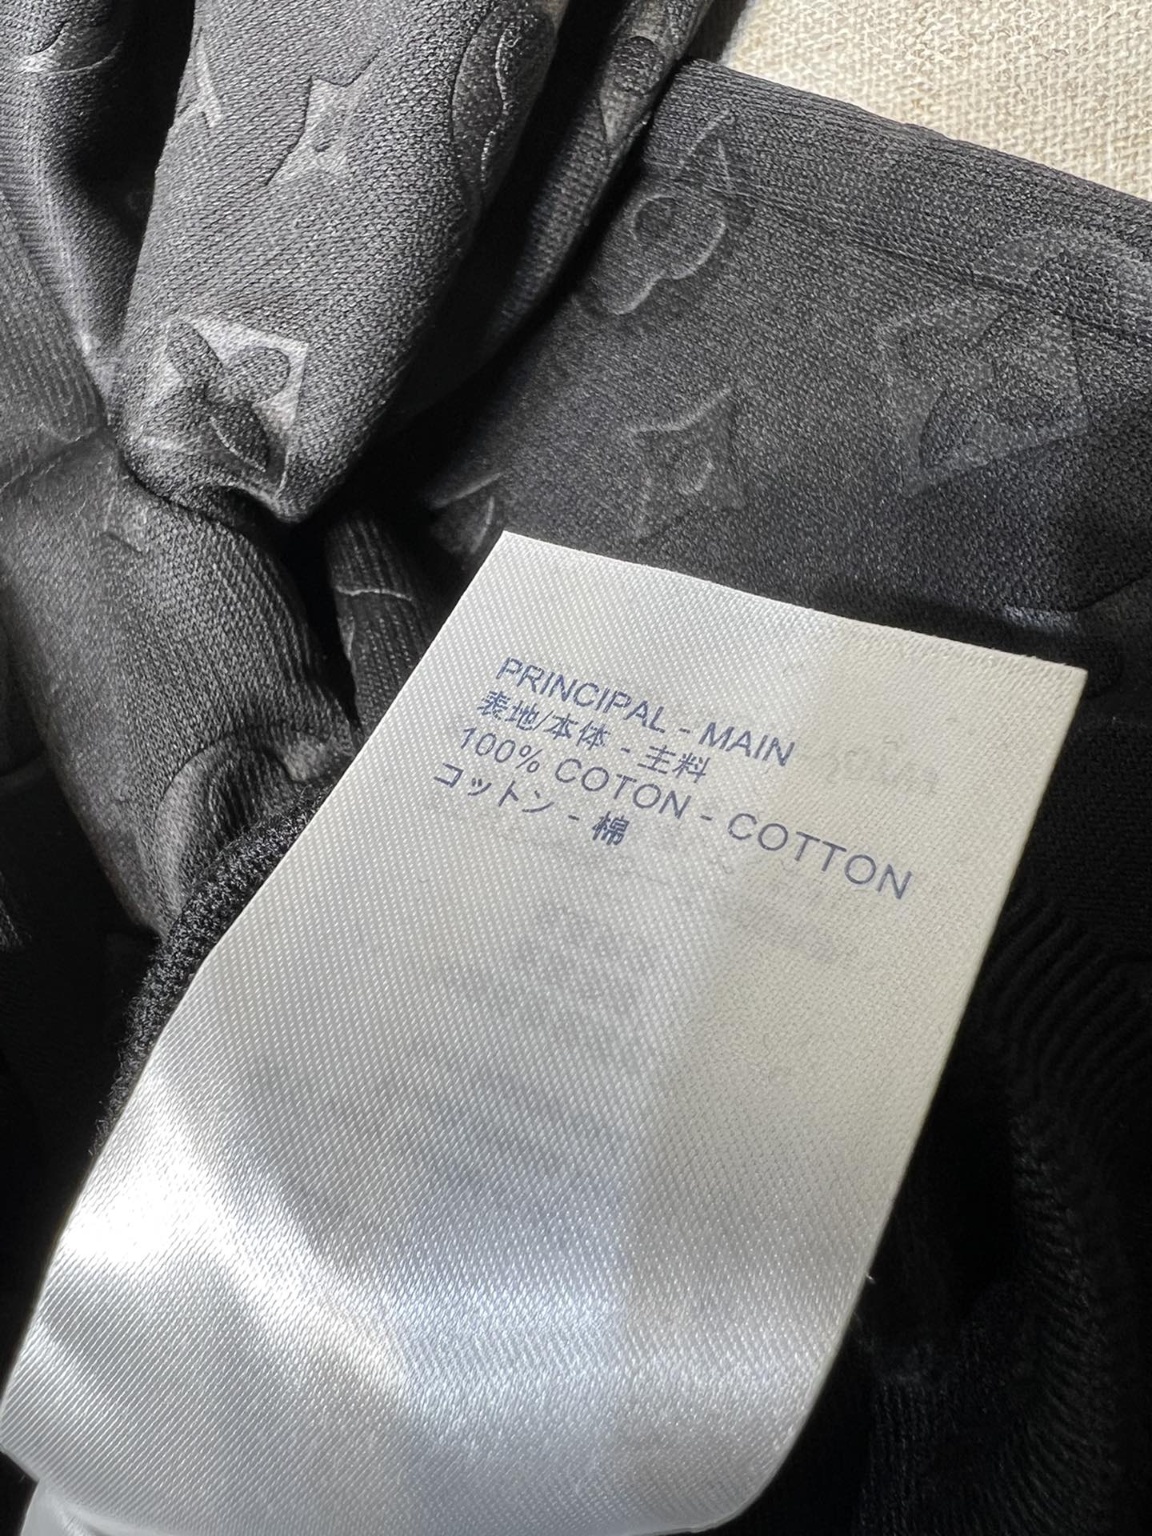 PRINCIPAL - MAIN
表地/本体 - 主料
100% COTON - COTTON
コットン - 棉